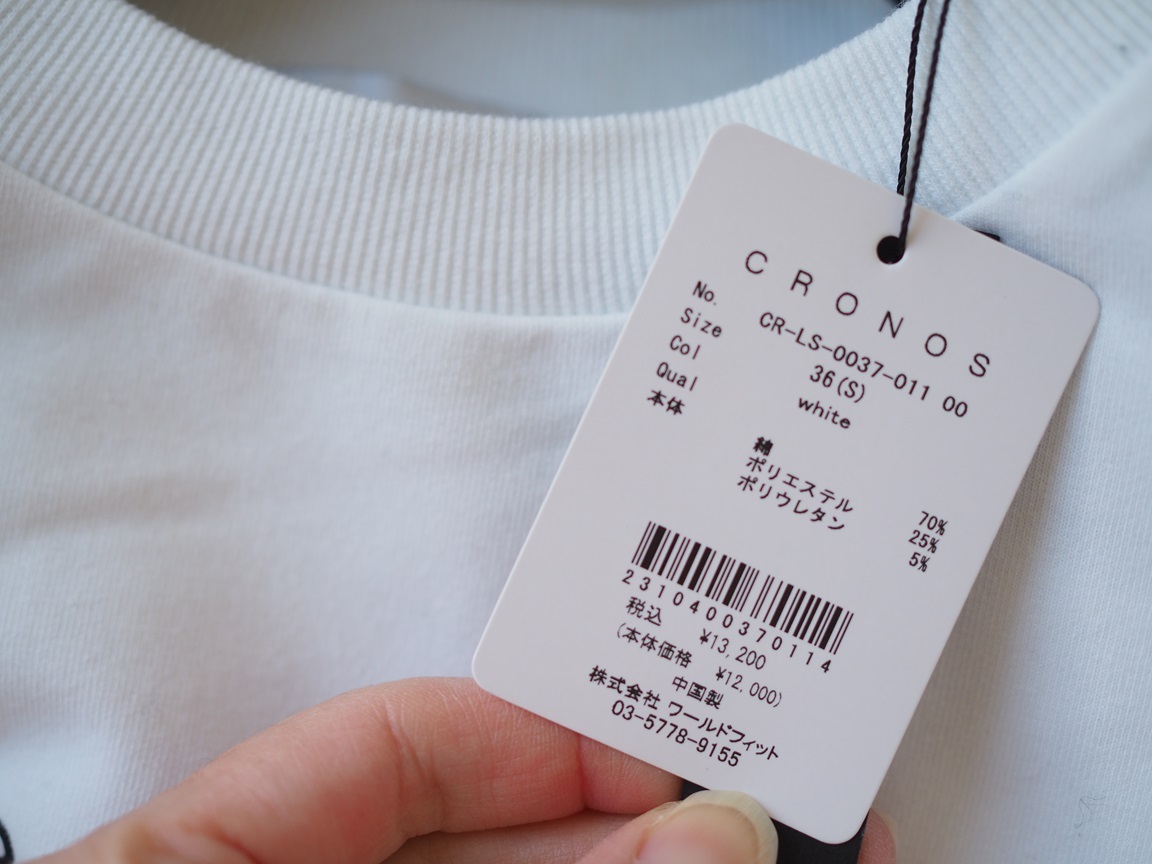 CRONOS
No. CR-LS-0037-011 00
Size 36(S)
Col white
Qual
本体
綿 70%
ポリエステル 25%
ポリウレタン 5%
2310400370114
税込 ¥13,200
(本体価格 ¥12,000)
中国製
株式会社 ワールドフィット
03-5778-9155